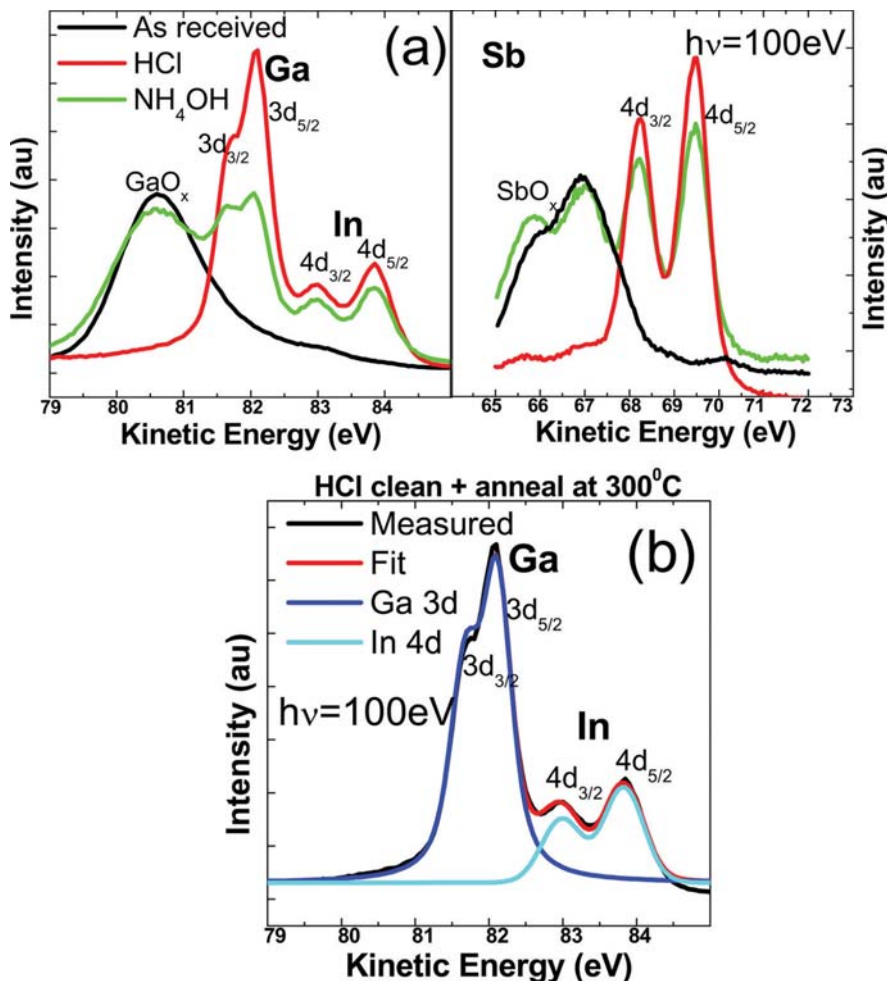 As received
HCl
NH₄OH
(a)
Ga
3d₅/₂
3d₃/₂
GaOₓ
In
4d₃/₂
4d₅/₂
Intensity (au)
79 80 81 82 83 84
Kinetic Energy (eV)
hν=100eV
Sb
4d₃/₂
4d₅/₂
SbOₓ
Intensity (au)
65 66 67 68 69 70 71 72 73
Kinetic Energy (eV)
HCl clean + anneal at 300⁰C
Measured
Fit
Ga 3d
In 4d
(b)
Ga
3d₅/₂
3d₃/₂
hν=100eV
In
4d₃/₂
4d₅/₂
Intensity (au)
79 80 81 82 83 84
Kinetic Energy (eV)